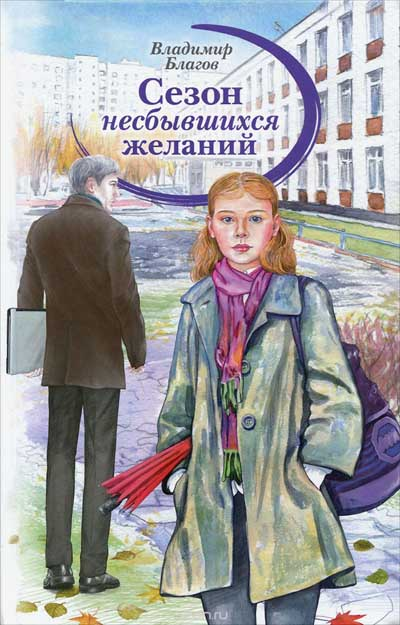 Владимир
Благов
Сезон
несбывшихся
желаний